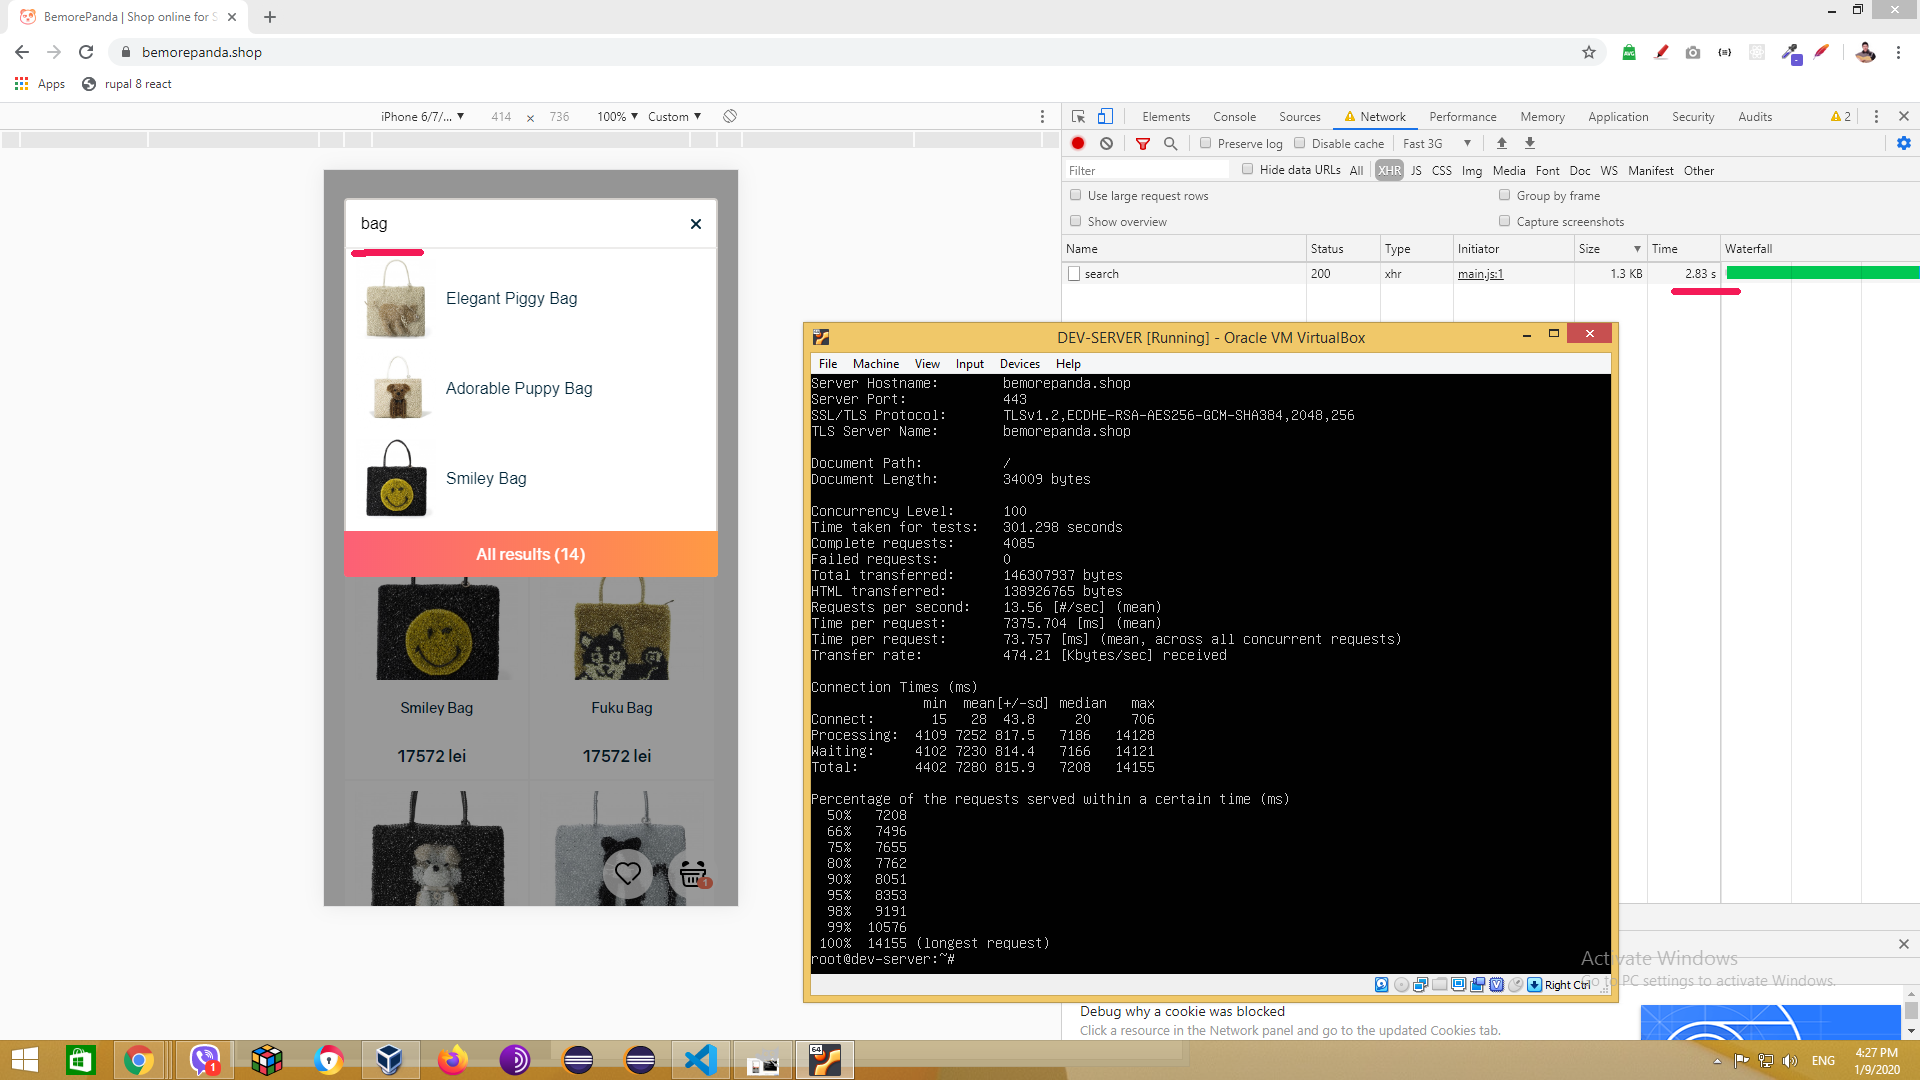 BemorePanda | Shop online for S
bemorepanda.shop
Apps
rupal 8 react
iPhone 6/7/... ▼ 414 × 736 100% ▼ Custom ▼
Elements Console Sources Network Performance Memory Application Security Audits 2
Preserve log Disable cache Fast 3G ▼
Filter Hide data URLs All XHR JS CSS Img Media Font Doc WS Manifest Other
Use large request rows Group by frame
Show overview Capture screenshots
Name Status Type Initiator Size ▼ Time Waterfall
search 200 xhr main.js:1 1.3 KB 2.83 s
bag
Elegant Piggy Bag
Adorable Puppy Bag
Smiley Bag
All results (14)
Smiley Bag Fuku Bag
17572 lei 17572 lei
1
64
DEV-SERVER [Running] - Oracle VM VirtualBox
File Machine View Input Devices Help
Server Hostname: bemorepanda.shop
Server Port: 443
SSL/TLS Protocol: TLSv1.2,ECDHE-RSA-AES256-GCM-SHA384,2048,256
TLS Server Name: bemorepanda.shop
Document Path: /
Document Length: 34009 bytes
Concurrency Level: 100
Time taken for tests: 301.298 seconds
Complete requests: 4085
Failed requests: 0
Total transferred: 146307937 bytes
HTML transferred: 138926765 bytes
Requests per second: 13.56 [#/sec] (mean)
Time per request: 7375.704 [ms] (mean)
Time per request: 73.757 [ms] (mean, across all concurrent requests)
Transfer rate: 474.21 [Kbytes/sec] received
Connection Times (ms)
min mean[+/-sd] median max
Connect: 15 28 43.8 20 706
Processing: 4109 7252 817.5 7186 14128
Waiting: 4102 7230 814.4 7166 14121
Total: 4402 7280 815.9 7208 14155
Percentage of the requests served within a certain time (ms)
50% 7208
66% 7496
75% 7655
80% 7762
90% 8051
95% 8353
98% 9191
99% 10576
100% 14155 (longest request)
root@dev-server:~#
Right Ctrl
Activate Windows
Go to PC settings to activate Windows.
Debug why a cookie was blocked
Click a resource in the Network panel and go to the updated Cookies tab.
1
64
ENG
4:27 PM
1/9/2020